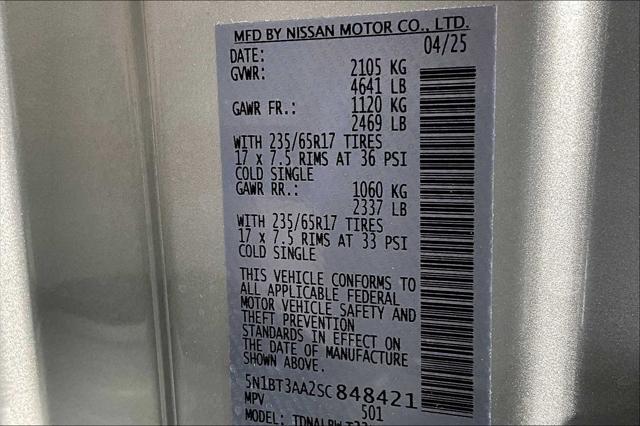 MFD BY NISSAN MOTOR CO., LTD.
DATE: 04/25
GVWR: 2105 KG
4641 LB
GAWR FR.: 1120 KG
2469 LB
WITH 235/65R17 TIRES
17 x 7.5 RIMS AT 36 PSI
COLD SINGLE
GAWR RR.: 1060 KG
2337 LB
WITH 235/65R17 TIRES
17 x 7.5 RIMS AT 33 PSI
COLD SINGLE
THIS VEHICLE CONFORMS TO
ALL APPLICABLE FEDERAL
MOTOR VEHICLE SAFETY AND
THEFT PREVENTION
STANDARDS IN EFFECT ON
THE DATE OF MANUFACTURE
SHOWN ABOVE.
5N1BT3AA2SC848421
MPV 501
MODEL: